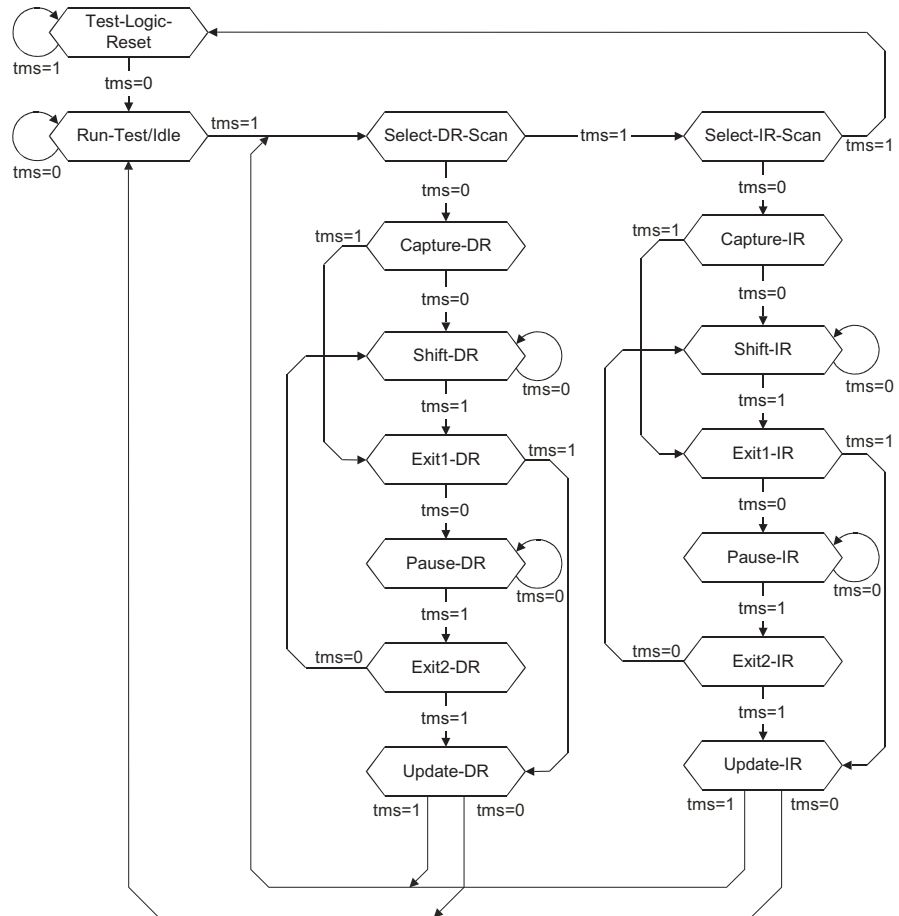 Test-Logic-
Reset
tms=1
tms=0
Run-Test/Idle
tms=1
Select-DR-Scan
tms=1
Select-IR-Scan
tms=1
tms=0
tms=0
tms=0
tms=1
Capture-DR
tms=1
Capture-IR
tms=0
tms=0
Shift-DR
Shift-IR
tms=0
tms=0
tms=1
tms=1
Exit1-DR
tms=1
Exit1-IR
tms=1
tms=0
tms=0
Pause-DR
Pause-IR
tms=0
tms=0
tms=1
tms=1
tms=0
Exit2-DR
tms=0
Exit2-IR
tms=1
tms=1
Update-DR
Update-IR
tms=1
tms=0
tms=1
tms=0